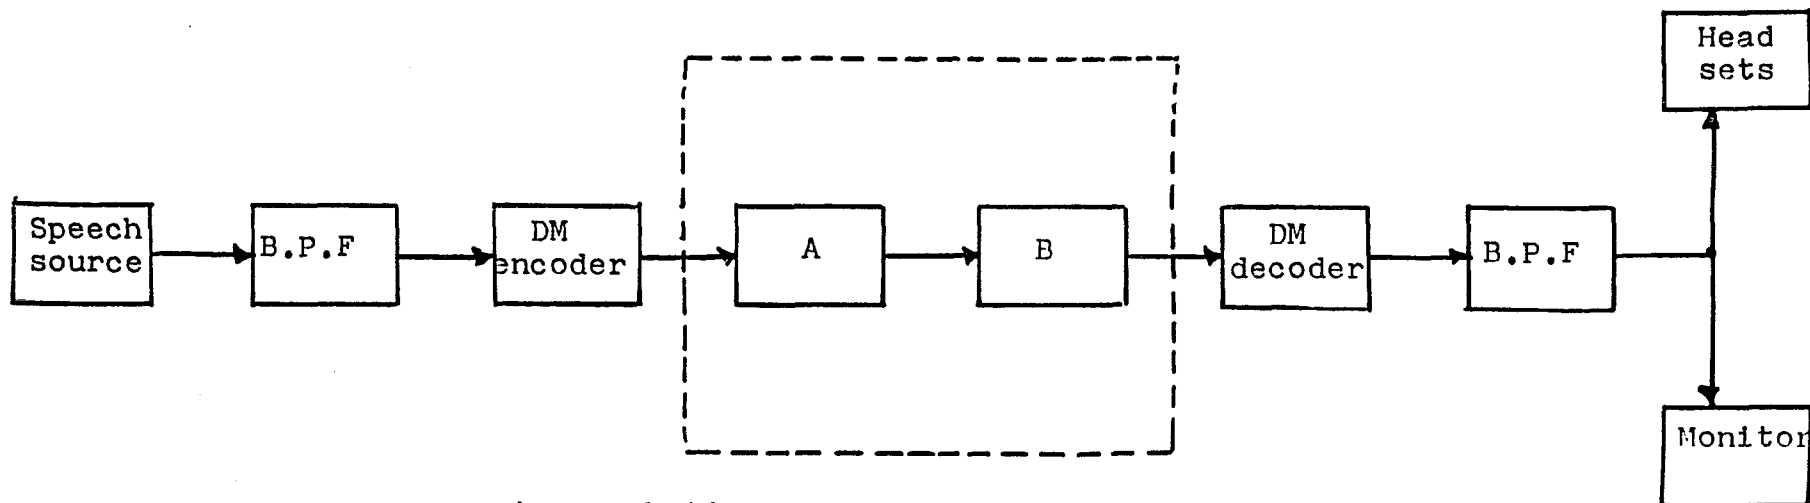 Head
sets
Speech
source
B.P.F
DM
encoder
A
B
DM
decoder
B.P.F
Monitor